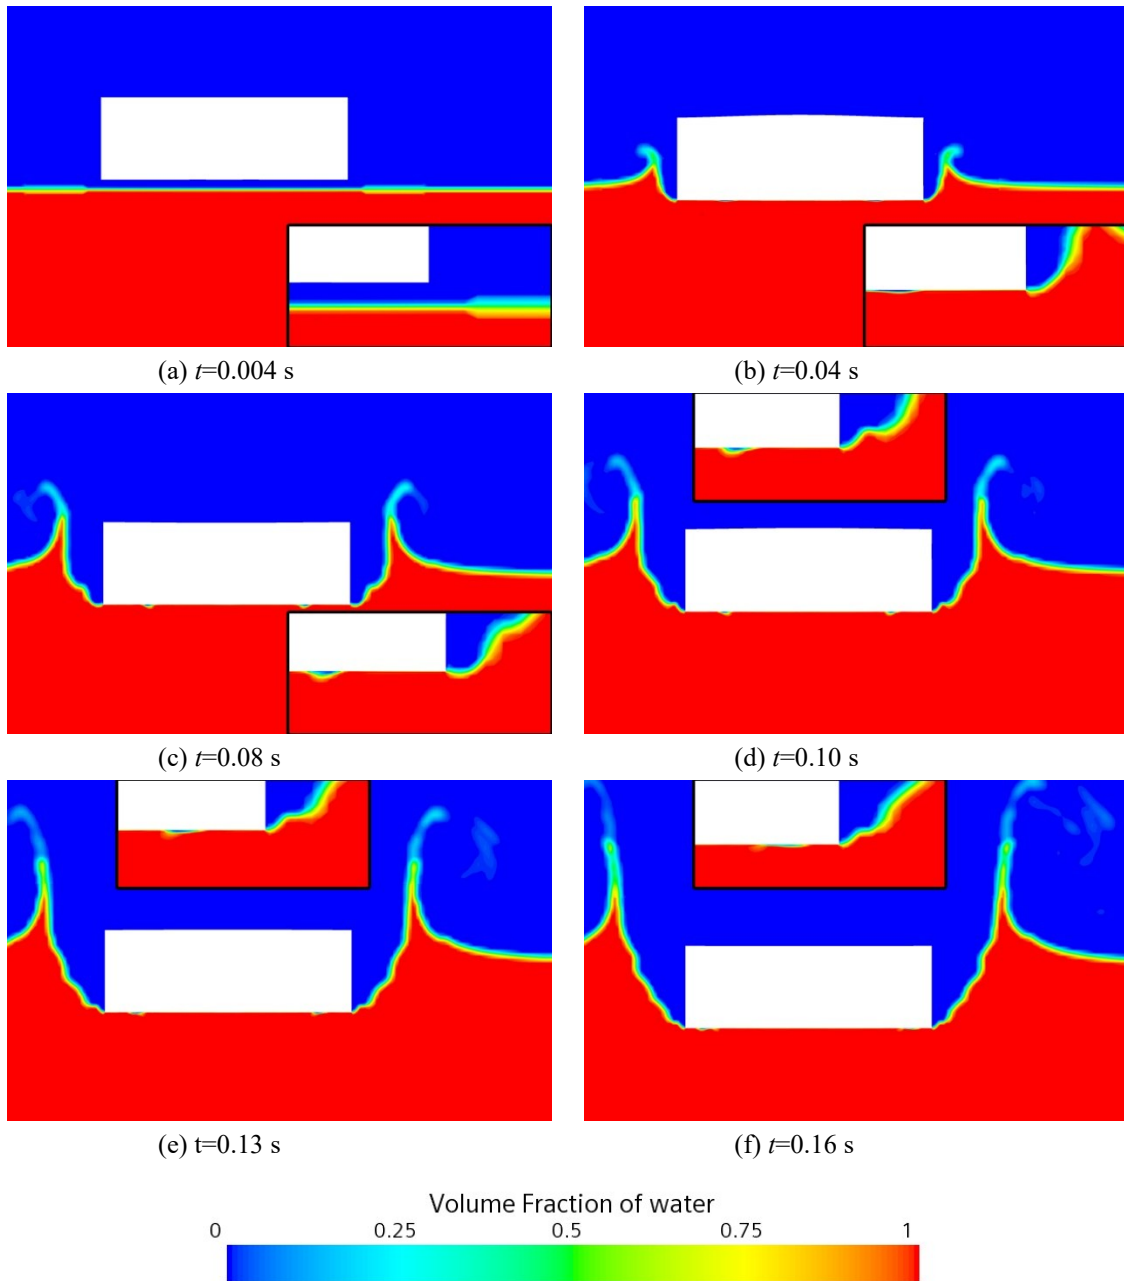 (a) t=0.004 s
(b) t=0.04 s
(c) t=0.08 s
(d) t=0.10 s
(e) t=0.13 s
(f) t=0.16 s
Volume Fraction of water
0 0.25 0.5 0.75 1